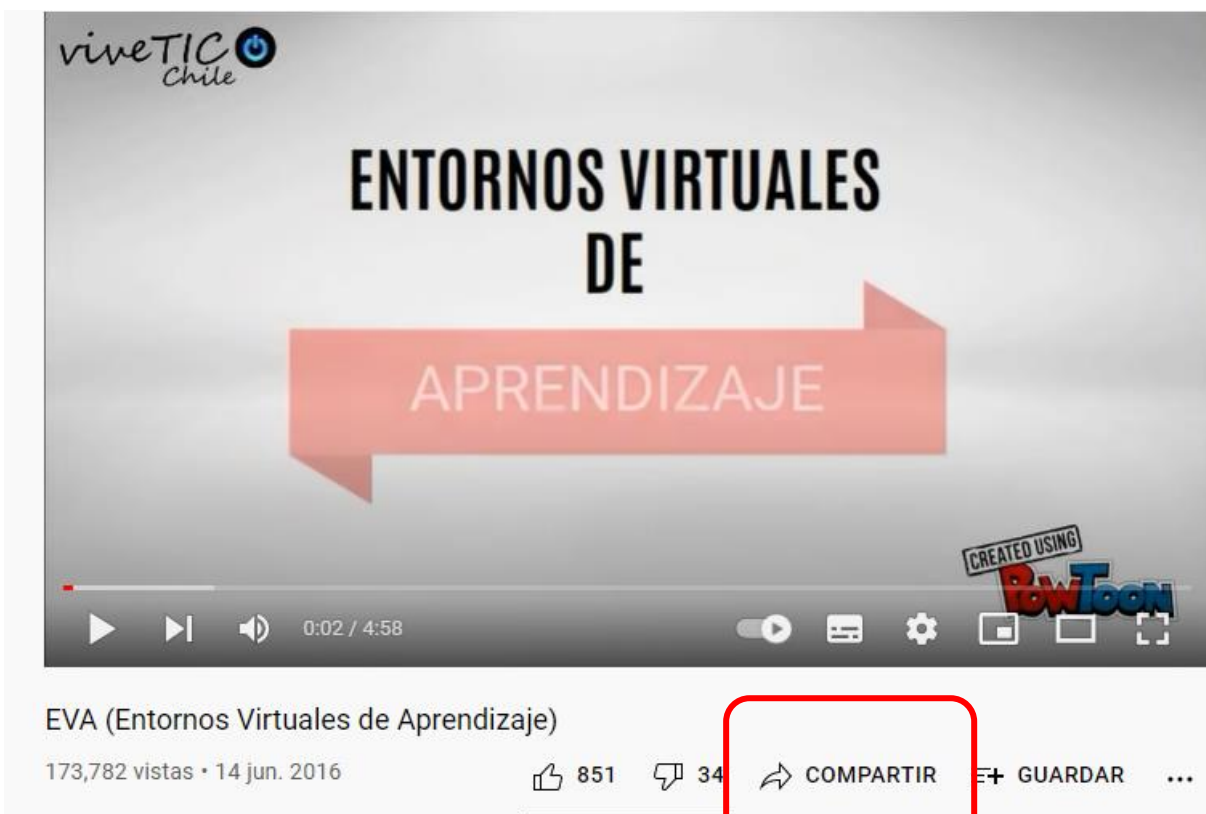 viveTIC
Chile
ENTORNOS VIRTUALES
DE
APRENDIZAJE
CREATED USING
POWTOON
0:02 / 4:58
EVA (Entornos Virtuales de Aprendizaje)
173,782 vistas • 14 jun. 2016
851 34 COMPARTIR GUARDAR ...